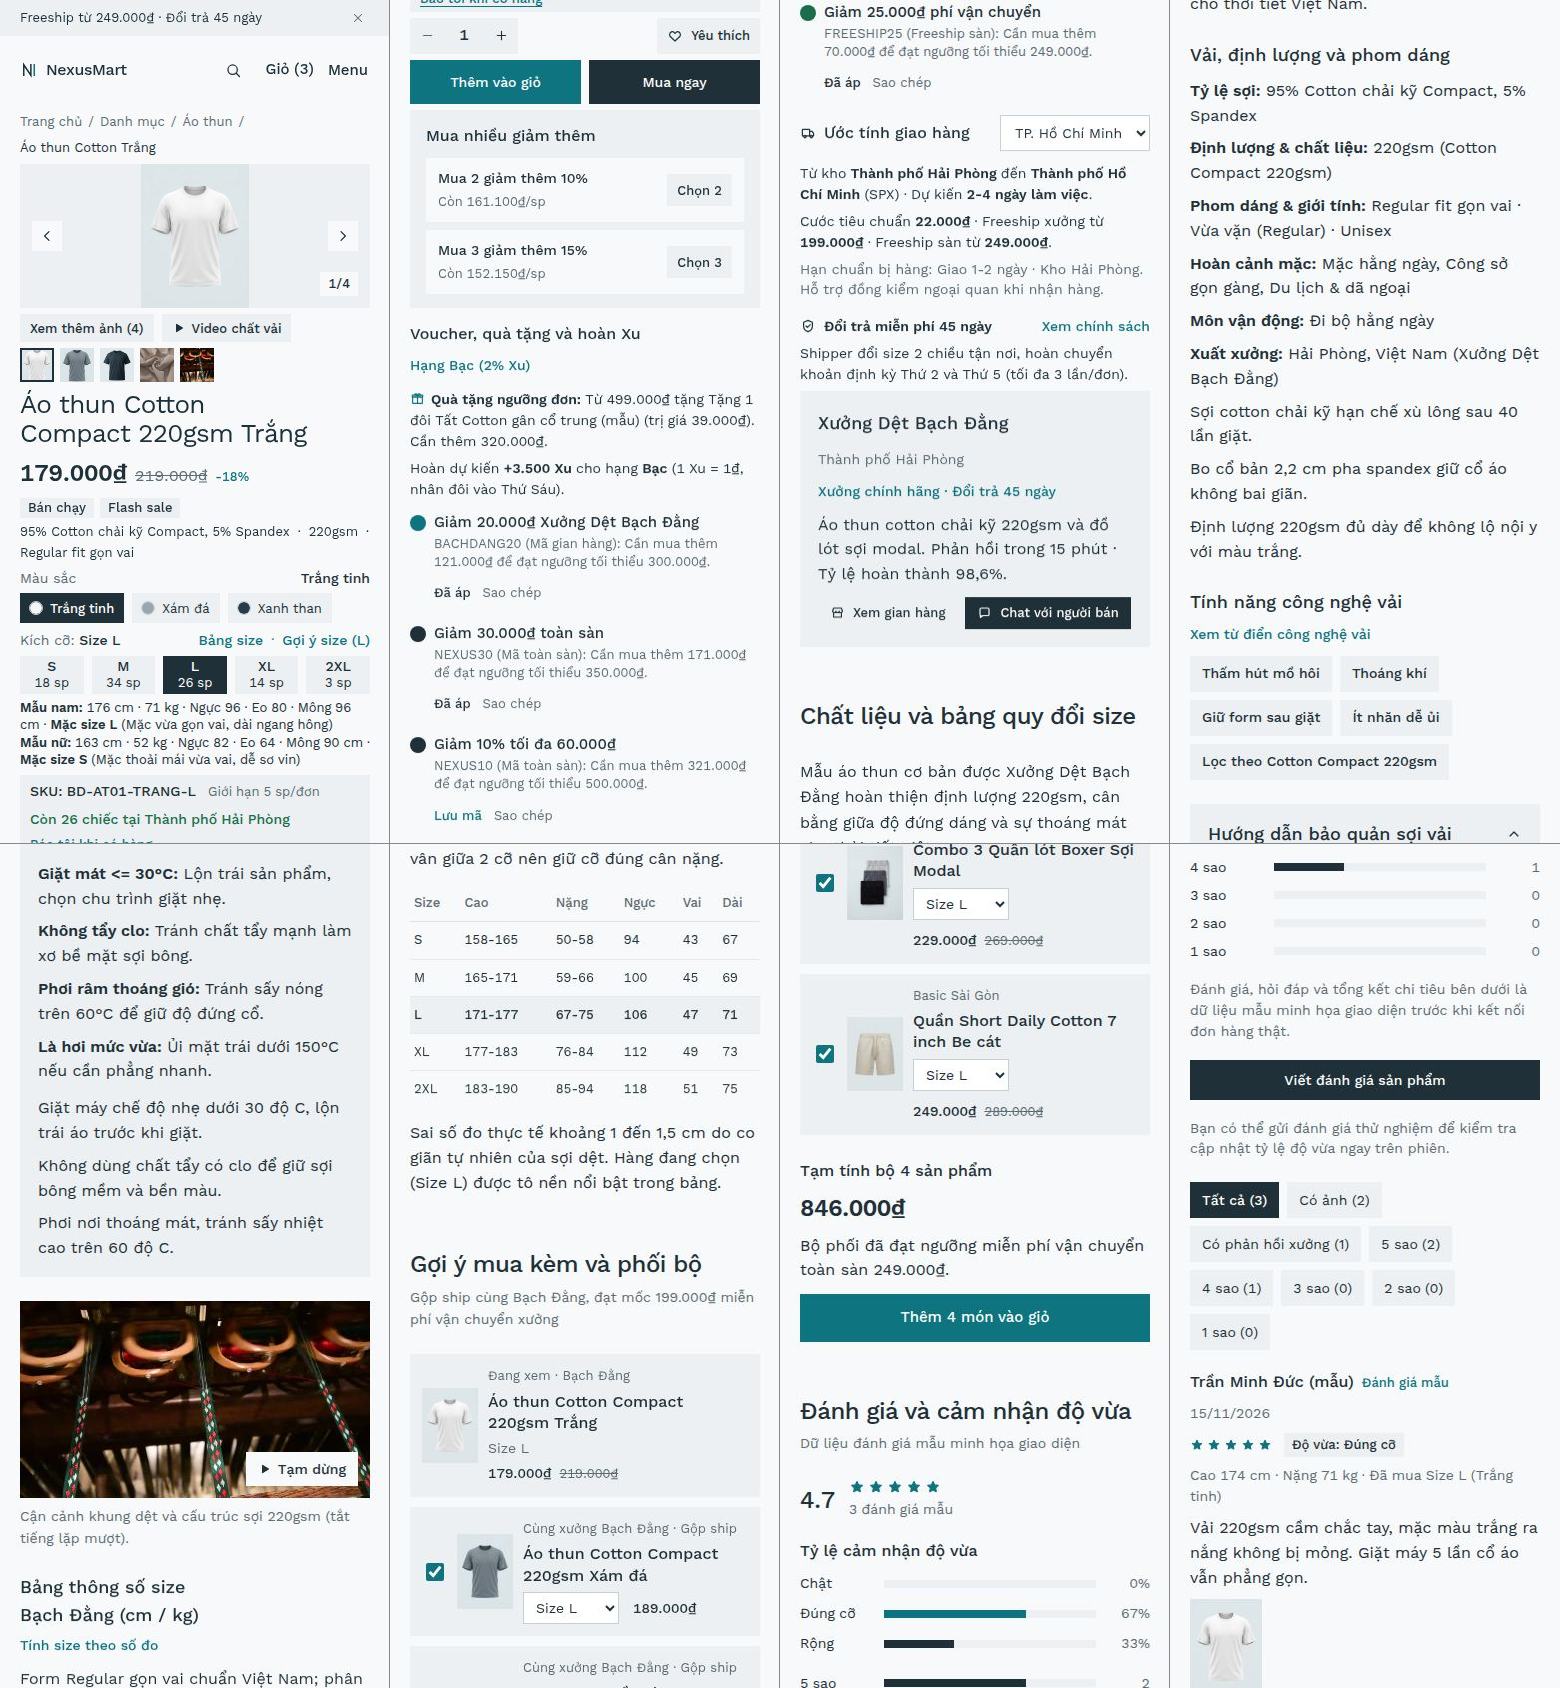 Freeship từ 249.000₫ · Đổi trả 45 ngày
NexusMart
Giỏ (3)
Menu
Trang chủ / Danh mục / Áo thun /
Áo thun Cotton Trắng
1/4
Xem thêm ảnh (4)
Video chất vải
Áo thun Cotton
Compact 220gsm Trắng
179.000₫ 219.000₫ -18%
Bán chạy
Flash sale
95% Cotton chải kỹ Compact, 5% Spandex · 220gsm ·
Regular fit gọn vai
Màu sắc
Trắng tinh
Trắng tinh
Xám đá
Xanh than
Kích cỡ: Size L
Bảng size · Gợi ý size (L)
S
18 sp
M
34 sp
L
26 sp
XL
14 sp
2XL
3 sp
Mẫu nam: 176 cm · 71 kg · Ngực 96 · Eo 80 · Mông 96
cm · Mặc size L (Mặc vừa gọn vai, dài ngang hông)
Mẫu nữ: 163 cm · 52 kg · Ngực 82 · Eo 64 · Mông 90 cm ·
Mặc size S (Mặc thoải mái vừa vai, dễ sơ vin)
SKU: BD-AT01-TRANG-L Giới hạn 5 sp/đơn
Còn 26 chiếc tại Thành phố Hải Phòng
Báo tôi khi có hàng
Báo tôi khi có hàng
− 1 +
Yêu thích
Thêm vào giỏ
Mua ngay
Mua nhiều giảm thêm
Mua 2 giảm thêm 10%
Còn 161.100₫/sp
Chọn 2
Mua 3 giảm thêm 15%
Còn 152.150₫/sp
Chọn 3
Voucher, quà tặng và hoàn Xu
Hạng Bạc (2% Xu)
Quà tặng ngưỡng đơn: Từ 499.000₫ tặng Tặng 1
đôi Tất Cotton gân cổ trung (mẫu) (trị giá 39.000₫).
Cần thêm 320.000₫.
Hoàn dự kiến +3.500 Xu cho hạng Bạc (1 Xu = 1₫,
nhân đôi vào Thứ Sáu).
Giảm 20.000₫ Xưởng Dệt Bạch Đằng
BACHDANG20 (Mã gian hàng): Cần mua thêm
121.000₫ để đạt ngưỡng tối thiểu 300.000₫.
Đã áp Sao chép
Giảm 30.000₫ toàn sàn
NEXUS30 (Mã toàn sàn): Cần mua thêm 171.000₫
để đạt ngưỡng tối thiểu 350.000₫.
Đã áp Sao chép
Giảm 10% tối đa 60.000₫
NEXUS10 (Mã toàn sàn): Cần mua thêm 321.000₫
để đạt ngưỡng tối thiểu 500.000₫.
Lưu mã Sao chép
Giảm 25.000₫ phí vận chuyển
FREESHIP25 (Freeship sàn): Cần mua thêm
70.000₫ để đạt ngưỡng tối thiểu 249.000₫.
Đã áp Sao chép
Ước tính giao hàng
TP. Hồ Chí Minh
Từ kho Thành phố Hải Phòng đến Thành phố Hồ
Chí Minh (SPX) · Dự kiến 2-4 ngày làm việc.
Cước tiêu chuẩn 22.000₫ · Freeship xưởng từ
199.000₫ · Freeship sàn từ 249.000₫.
Hạn chuẩn bị hàng: Giao 1-2 ngày · Kho Hải Phòng.
Hỗ trợ đồng kiểm ngoại quan khi nhận hàng.
Đổi trả miễn phí 45 ngày
Xem chính sách
Shipper đổi size 2 chiều tận nơi, hoàn chuyển
khoản định kỳ Thứ 2 và Thứ 5 (tối đa 3 lần/đơn).
Xưởng Dệt Bạch Đằng
Thành phố Hải Phòng
Xưởng chính hãng · Đổi trả 45 ngày
Áo thun cotton chải kỹ 220gsm và đồ
lót sợi modal. Phản hồi trong 15 phút ·
Tỷ lệ hoàn thành 98,6%.
Xem gian hàng
Chat với người bán
Chất liệu và bảng quy đổi size
Mẫu áo thun cơ bản được Xưởng Dệt Bạch
Đằng hoàn thiện định lượng 220gsm, cân
bằng giữa độ đứng dáng và sự thoáng mát
cho thời tiết Việt Nam.
Vải, định lượng và phom dáng
Tỷ lệ sợi: 95% Cotton chải kỹ Compact, 5%
Spandex
Định lượng & chất liệu: 220gsm (Cotton
Compact 220gsm)
Phom dáng & giới tính: Regular fit gọn vai ·
Vừa vặn (Regular) · Unisex
Hoàn cảnh mặc: Mặc hằng ngày, Công sở
gọn gàng, Du lịch & dã ngoại
Môn vận động: Đi bộ hằng ngày
Xuất xưởng: Hải Phòng, Việt Nam (Xưởng Dệt
Bạch Đằng)
Sợi cotton chải kỹ hạn chế xù lông sau 40
lần giặt.
Bo cổ bản 2,2 cm pha spandex giữ cổ áo
không bai giãn.
Định lượng 220gsm đủ dày để không lộ nội y
với màu trắng.
Tính năng công nghệ vải
Xem từ điển công nghệ vải
Thấm hút mồ hôi
Thoáng khí
Giữ form sau giặt
Ít nhăn dễ ủi
Lọc theo Cotton Compact 220gsm
Hướng dẫn bảo quản sợi vải
Giặt mát <= 30°C: Lộn trái sản phẩm,
chọn chu trình giặt nhẹ.
Không tẩy clo: Tránh chất tẩy mạnh làm
xơ bề mặt sợi bông.
Phơi râm thoáng gió: Tránh sấy nóng
trên 60°C để giữ độ đứng cổ.
Là hơi mức vừa: Ủi mặt trái dưới 150°C
nếu cần phẳng nhanh.
Giặt máy chế độ nhẹ dưới 30 độ C, lộn
trái áo trước khi giặt.
Không dùng chất tẩy có clo để giữ sợi
bông mềm và bền màu.
Phơi nơi thoáng mát, tránh sấy nhiệt
cao trên 60 độ C.
Tạm dừng
Cận cảnh khung dệt và cấu trúc sợi 220gsm (tắt
tiếng lặp mượt).
Bảng thông số size
Bạch Đằng (cm / kg)
Tính size theo số đo
Form Regular gọn vai chuẩn Việt Nam; phân
vân giữa 2 cỡ nên giữ cỡ đúng cân nặng.
Size Cao Nặng Ngực Vai Dài
S 158-165 50-58 94 43 67
M 165-171 59-66 100 45 69
L 171-177 67-75 106 47 71
XL 177-183 76-84 112 49 73
2XL 183-190 85-94 118 51 75
Sai số đo thực tế khoảng 1 đến 1,5 cm do co
giãn tự nhiên của sợi dệt. Hàng đang chọn
(Size L) được tô nền nổi bật trong bảng.
Gợi ý mua kèm và phối bộ
Gộp ship cùng Bạch Đằng, đạt mốc 199.000₫ miễn
phí vận chuyển xưởng
Đang xem · Bạch Đằng
Áo thun Cotton Compact
220gsm Trắng
Size L
179.000₫ 219.000₫
Cùng xưởng Bạch Đằng · Gộp ship
Áo thun Cotton Compact
220gsm Xám đá
Size L
189.000₫
Cùng xưởng Bạch Đằng · Gộp ship
Combo 3 Quần lót Boxer Sợi
Modal
Size L
229.000₫ 269.000₫
Basic Sài Gòn
Quần Short Daily Cotton 7
inch Be cát
Size L
249.000₫ 289.000₫
Tạm tính bộ 4 sản phẩm
846.000₫
Bộ phối đã đạt ngưỡng miễn phí vận chuyển
toàn sàn 249.000₫.
Thêm 4 món vào giỏ
Đánh giá và cảm nhận độ vừa
Dữ liệu đánh giá mẫu minh họa giao diện
4.7
3 đánh giá mẫu
Tỷ lệ cảm nhận độ vừa
Chật 0%
Đúng cỡ 67%
Rộng 33%
5 sao 2
4 sao 1
3 sao 0
2 sao 0
1 sao 0
Đánh giá, hỏi đáp và tổng kết chi tiêu bên dưới là
dữ liệu mẫu minh họa giao diện trước khi kết nối
đơn hàng thật.
Viết đánh giá sản phẩm
Bạn có thể gửi đánh giá thử nghiệm để kiểm tra
cập nhật tỷ lệ độ vừa ngay trên phiên.
Tất cả (3)
Có ảnh (2)
Có phản hồi xưởng (1)
5 sao (2)
4 sao (1)
3 sao (0)
2 sao (0)
1 sao (0)
Trần Minh Đức (mẫu) Đánh giá mẫu
15/11/2026
Độ vừa: Đúng cỡ
Cao 174 cm · Nặng 71 kg · Đã mua Size L (Trắng
tinh)
Vải 220gsm cầm chắc tay, mặc màu trắng ra
nắng không bị mỏng. Giặt máy 5 lần cổ áo
vẫn phẳng gọn.